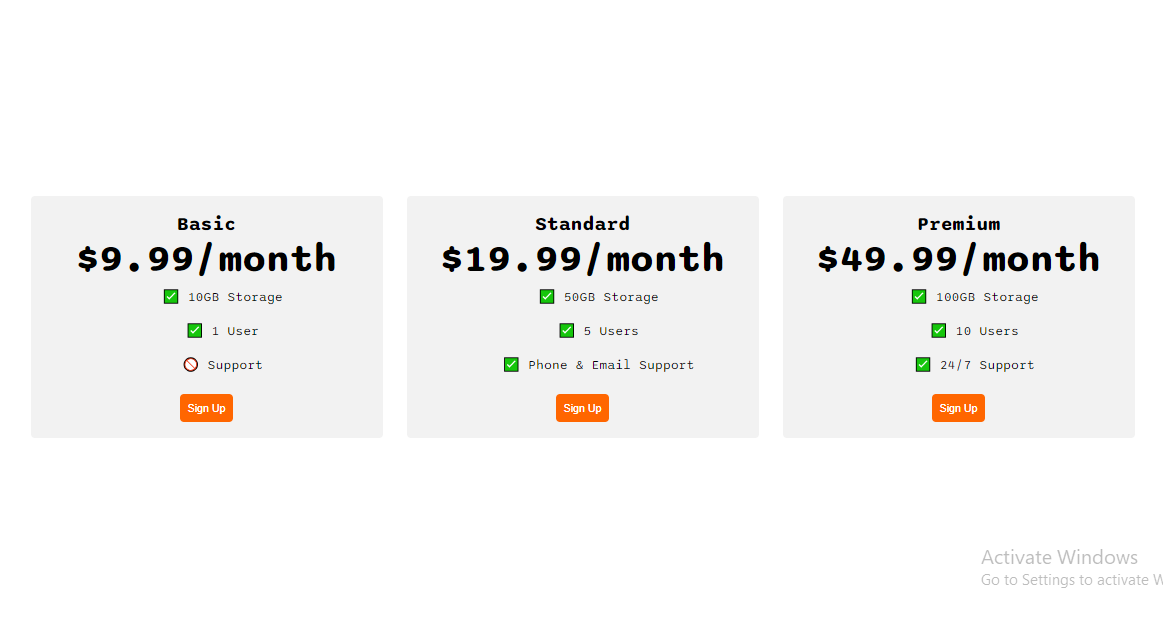 Basic
$9.99/month
✅ 10GB Storage
✅ 1 User
🚫 Support
Sign Up
Standard
$19.99/month
✅ 50GB Storage
✅ 5 Users
✅ Phone & Email Support
Sign Up
Premium
$49.99/month
✅ 100GB Storage
✅ 10 Users
✅ 24/7 Support
Sign Up
Activate Windows
Go to Settings to activate W